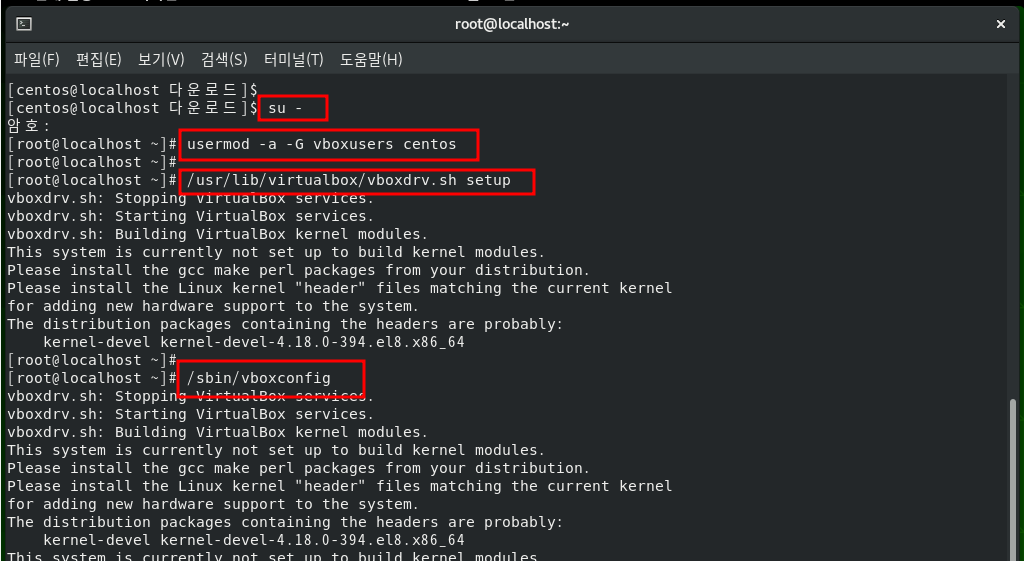 root@localhost:~
파일(F) 편집(E) 보기(V) 검색(S) 터미널(T) 도움말(H)
[centos@localhost 다운로드]$
[centos@localhost 다운로드]$ su -
암호:
[root@localhost ~]# usermod -a -G vboxusers centos
[root@localhost ~]#
[root@localhost ~]# /usr/lib/virtualbox/vboxdrv.sh setup
vboxdrv.sh: Stopping VirtualBox services.
vboxdrv.sh: Starting VirtualBox services.
vboxdrv.sh: Building VirtualBox kernel modules.
This system is currently not set up to build kernel modules.
Please install the gcc make perl packages from your distribution.
Please install the Linux kernel "header" files matching the current kernel
for adding new hardware support to the system.
The distribution packages containing the headers are probably:
    kernel-devel kernel-devel-4.18.0-394.el8.x86_64
[root@localhost ~]#
[root@localhost ~]# /sbin/vboxconfig
vboxdrv.sh: Stopping VirtualBox services.
vboxdrv.sh: Starting VirtualBox services.
vboxdrv.sh: Building VirtualBox kernel modules.
This system is currently not set up to build kernel modules.
Please install the gcc make perl packages from your distribution.
Please install the Linux kernel "header" files matching the current kernel
for adding new hardware support to the system.
The distribution packages containing the headers are probably:
    kernel-devel kernel-devel-4.18.0-394.el8.x86_64
This system is currently not set up to build kernel modules.